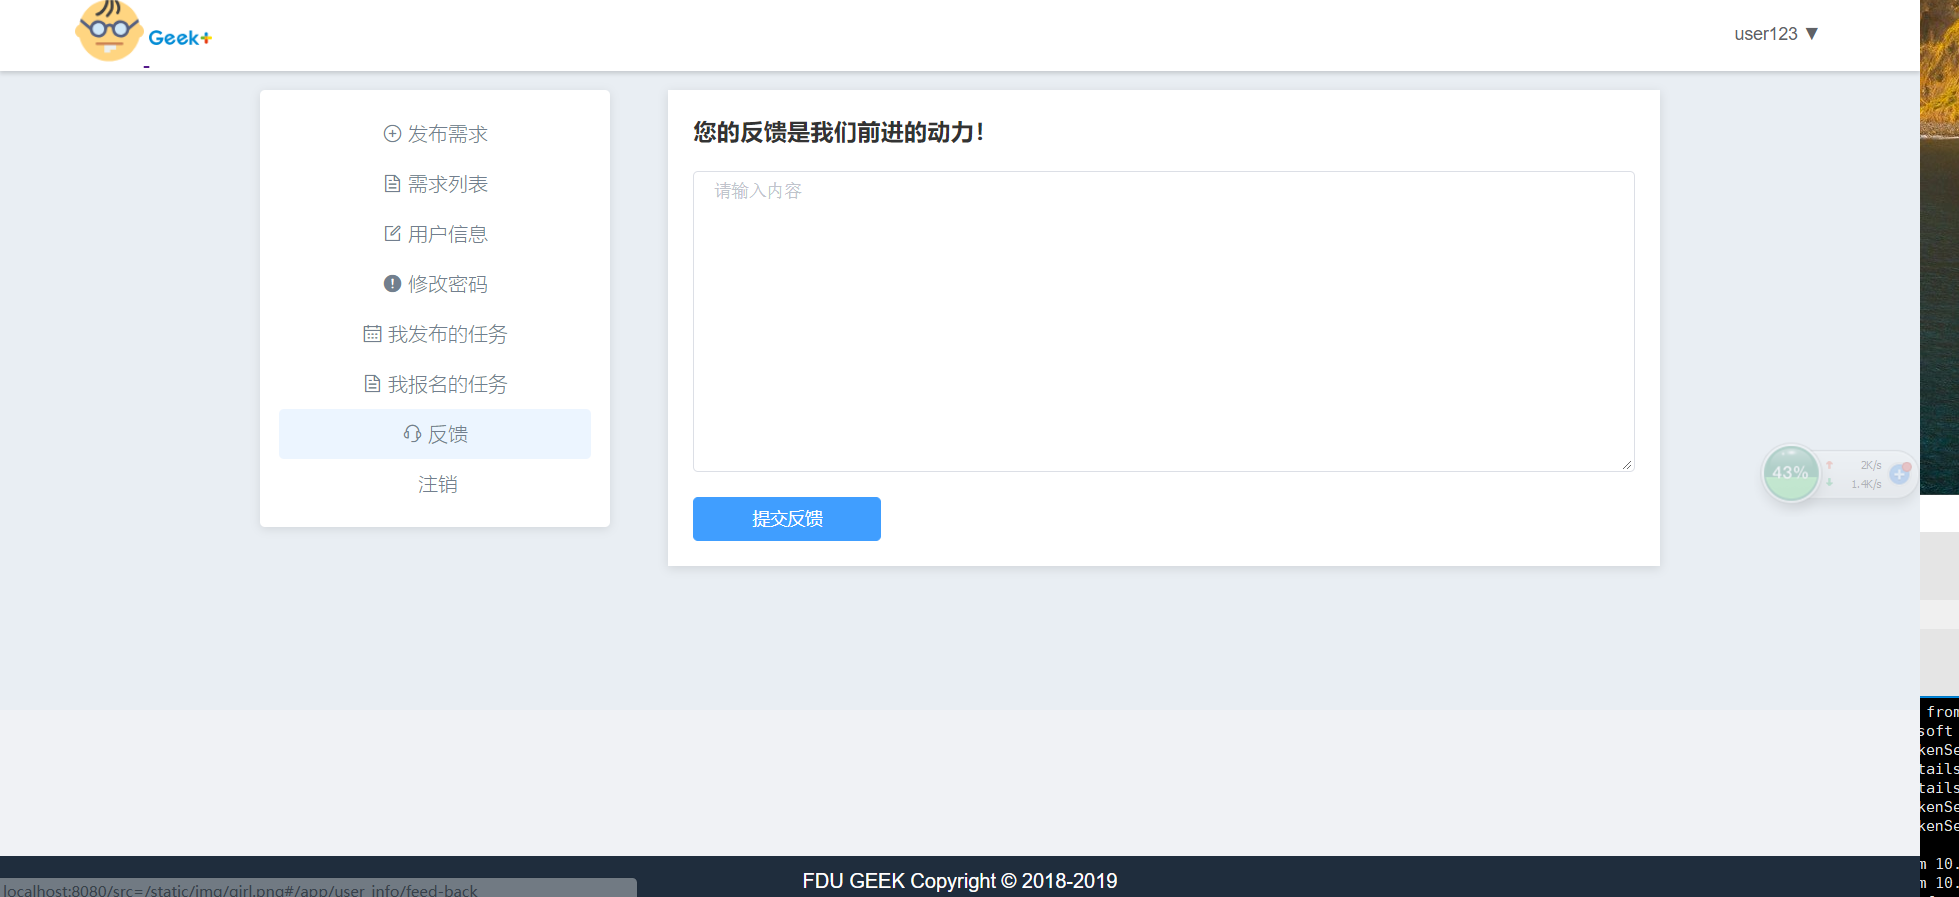 Geek+
user123 ▼
发布需求
需求列表
用户信息
修改密码
我发布的任务
我报名的任务
反馈
注销
您的反馈是我们前进的动力！
请输入内容
提交反馈
43%
2K/s
1.4K/s
from
soft
kenSe
tails
tails
kenSe
kenSe
m 10.
m 10.
FDU GEEK Copyright © 2018-2019
localhost:8080/src=/static/img/girl.png#/app/user_info/feed-back